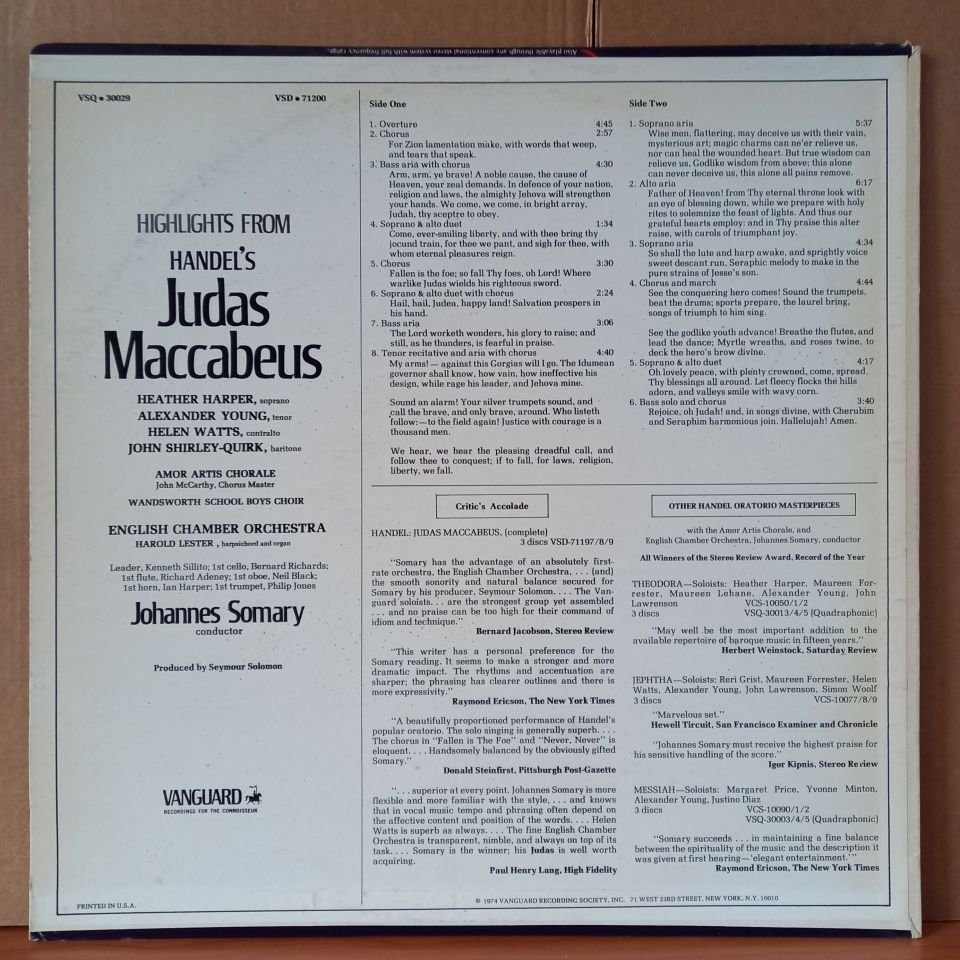 Also playable through any conventional stereo system with full frequency range.
VSQ • 30029
VSD • 71200
HIGHLIGHTS FROM
HANDEL'S
Judas
Maccabeus
HEATHER HARPER, soprano
ALEXANDER YOUNG, tenor
HELEN WATTS, contralto
JOHN SHIRLEY-QUIRK, baritone
AMOR ARTIS CHORALE
John McCarthy, Chorus Master
WANDSWORTH SCHOOL BOYS CHOIR
ENGLISH CHAMBER ORCHESTRA
HAROLD LESTER, harpsichord and organ
Leader, Kenneth Sillito; 1st cello, Bernard Richards;
1st flute, Richard Adeney; 1st oboe, Neil Black;
1st horn, Ian Harper; 1st trumpet, Philip Jones
Johannes Somary
conductor
Produced by Seymour Solomon
VANGUARD
RECORDINGS FOR THE CONNOISSEUR
PRINTED IN U.S.A.
Side One
1. Overture 4:45
2. Chorus 2:57
For Zion lamentation make, with words that weep,
and tears that speak.
3. Bass aria with chorus 4:30
Arm, arm, ye brave! A noble cause, the cause of
Heaven, your zeal demands. In defence of your nation,
religion and laws, the almighty Jehova will strengthen
your hands. We come, we come, in bright array,
Judah, thy sceptre to obey.
4. Soprano & alto duet 1:34
Come, ever-smiling liberty, and with thee bring thy
jocund train, for thee we pant, and sigh for thee, with
whom eternal pleasures reign.
5. Chorus 3:30
Fallen is the foe; so fall Thy foes, oh Lord! Where
warlike Judas wields his righteous sword.
6. Soprano & alto duet with chorus 2:24
Hail, hail, Judea, happy land! Salvation prospers in
his hand.
7. Bass aria 3:06
The Lord worketh wonders, his glory to raise; and
still, as he thunders, is fearful in praise.
8. Tenor recitative and aria with chorus 4:40
My arms! — against this Gorgias will I go. The Idumean
governor shall know, how vain, how ineffective his
design, while rage his leader, and Jehova mine.
Sound an alarm! Your silver trumpets sound, and
call the brave, and only brave, around. Who listeth
follow:—to the field again! Justice with courage is a
thousand men.
We hear, we hear the pleasing dreadful call, and
follow thee to conquest; if to fall, for laws, religion,
liberty, we fall.
Side Two
1. Soprano aria 5:37
Wise men, flattering, may deceive us with their vain,
mysterious art; magic charms can ne'er relieve us,
nor can heal the wounded heart. But true wisdom can
relieve us, Godlike wisdom from above; this alone
can never deceive us, this alone all pains remove.
2. Alto aria 6:17
Father of Heaven! from Thy eternal throne look with
an eye of blessing down, while we prepare with holy
rites to solemnize the feast of lights. And thus our
grateful hearts employ; and in Thy praise this alter
raise, with carols of triumphant joy.
3. Soprano aria 4:34
So shall the lute and harp awake, and sprightly voice
sweet descant run, Seraphic melody to make in the
pure strains of Jesse's son.
4. Chorus and march 4:44
See the conquering hero comes! Sound the trumpets,
beat the drums; sports prepare, the laurel bring,
songs of triumph to him sing.
See the godlike youth advance! Breathe the flutes, and
lead the dance; Myrtle wreaths, and roses twine, to
deck the hero's brow divine.
5. Soprano & alto duet 4:17
Oh lovely peace, with plenty crowned, come, spread,
Thy blessings all around. Let fleecy flocks the hills
adorn, and valleys smile with wavy corn.
6. Bass solo and chorus 3:40
Rejoice, oh Judah! and, in songs divine, with Cherubim
and Seraphim harmonious join. Hallelujah! Amen.
Critic's Accolade
HANDEL: JUDAS MACCABEUS, (complete)
3 discs VSD-71197/8/9
"Somary has the advantage of an absolutely first-
rate orchestra, the English Chamber Orchestra, . . . (and)
the smooth sonority and natural balance secured for
Somary by his producer, Seymour Solomon. . . . The Van-
guard soloists. . . are the strongest group yet assembled
. . . and no praise can be too high for their command of
idiom and technique."
Bernard Jacobson, Stereo Review
"This writer has a personal preference for the
Somary reading. It seems to make a stronger and more
dramatic impact. The rhythms and accentuation are
sharper; the phrasing has clearer outlines and there is
more expressivity."
Raymond Ericson, The New York Times
"A beautifully proportioned performance of Handel's
popular oratorio. The solo singing is generally superb. . . .
The chorus in "Fallen is The Foe" and "Never, Never" is
eloquent. . . . Handsomely balanced by the obviously gifted
Somary."
Donald Steinfirst, Pittsburgh Post-Gazette
". . . superior at every point. Johannes Somary is more
flexible and more familiar with the style, . . . and knows
that in vocal music tempo and phrasing often depend on
the affective content and position of the words. . . . Helen
Watts is superb as always. . . . The fine English Chamber
Orchestra is transparent, nimble, and always on top of its
task. . . . Somary is the winner; his Judas is well worth
acquiring.
Paul Henry Lang, High Fidelity
OTHER HANDEL ORATORIO MASTERPIECES
with the Amor Artis Chorale, and
English Chamber Orchestra, Johannes Somary, conductor
All Winners of the Stereo Review Award, Record of the Year
THEODORA—Soloists: Heather Harper, Maureen For-
rester, Maureen Lehane, Alexander Young, John
Lawrenson VCS-10050/1/2
3 discs VSQ-30013/4/5 (Quadraphonic)
"May well be the most important addition to the
available repertoire of baroque music in fifteen years."
Herbert Weinstock, Saturday Review
JEPHTHA—Soloists: Reri Grist, Maureen Forrester, Helen
Watts, Alexander Young, John Lawrenson, Simon Woolf
3 discs VCS-10077/8/9
"Marvelous set."
Hewell Tircuit, San Francisco Examiner and Chronicle
"Johannes Somary must receive the highest praise for
his sensitive handling of the score."
Igor Kipnis, Stereo Review
MESSIAH—Soloists: Margaret Price, Yvonne Minton,
Alexander Young, Justino Diaz
3 discs VCS-10090/1/2
VSQ-30003/4/5 (Quadraphonic)
"Somary succeeds . . . in maintaining a fine balance
between the spirituality of the music and the description it
was given at first hearing—'elegant entertainment.'"
Raymond Ericson, The New York Times
© 1974 VANGUARD RECORDING SOCIETY, INC. 71 WEST 23RD STREET, NEW YORK, N.Y. 10010